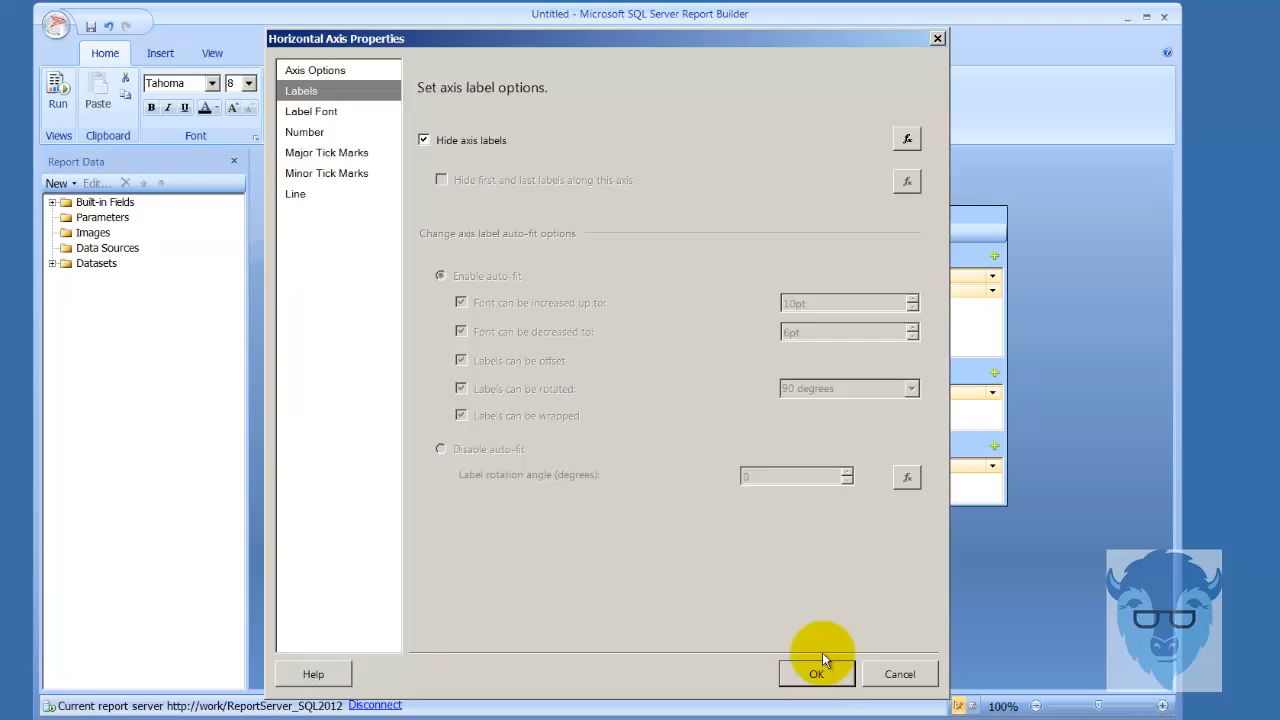 Untitled - Microsoft SQL Server Report Builder
Home
Insert
View
Run
Paste
Tahoma
8
B I U A A A
Views
Clipboard
Font
Report Data
New
Edit...
Built-in Fields
Parameters
Images
Data Sources
Datasets
Horizontal Axis Properties
Axis Options
Labels
Label Font
Number
Major Tick Marks
Minor Tick Marks
Line
Set axis label options.
Hide axis labels
fx
Hide first and last labels along this axis
fx
Change axis label auto-fit options
Enable auto-fit
Font can be increased up to:
10pt
Font can be decreased to:
6pt
Labels can be offset
Labels can be rotated:
90 degrees
Labels can be wrapped
Disable auto-fit
Label rotation angle (degrees):
0
fx
Help
OK
Cancel
Current report server http://work/ReportServer_SQL2012 Disconnect
100%